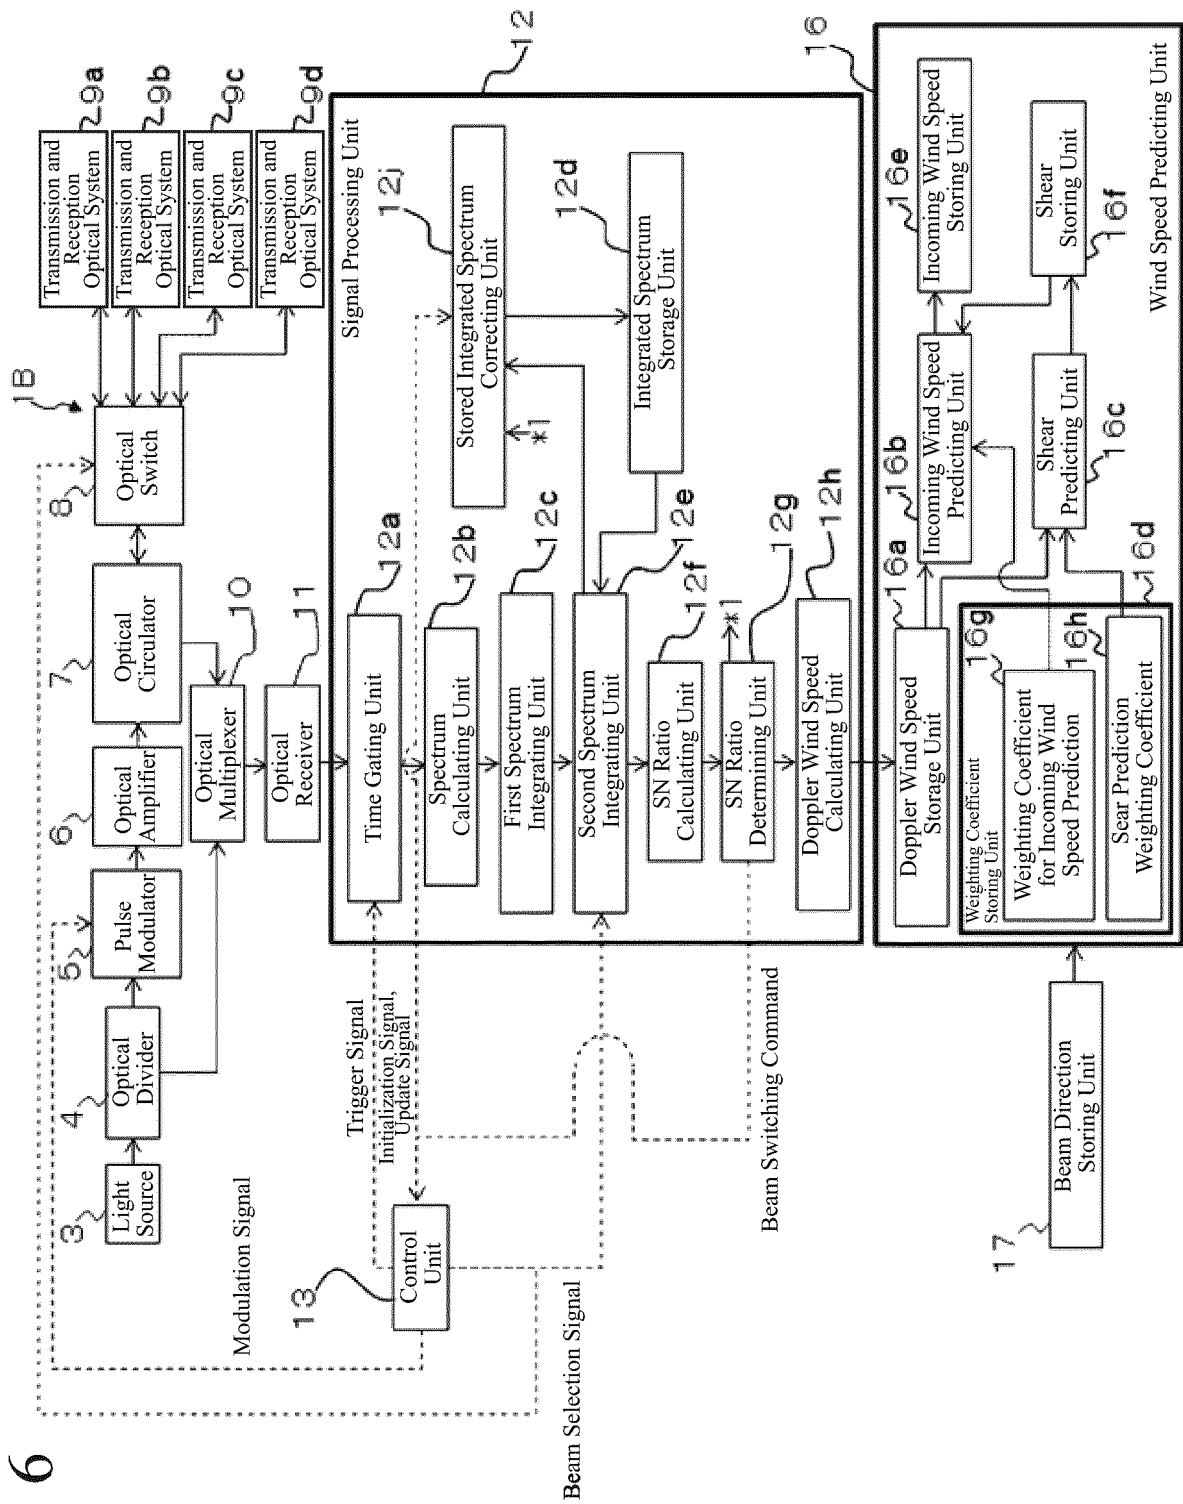 6
1B
3
Light
Source
4
Optical
Divider
5
Pulse
Modulator
6
Optical
Amplifier
7
Optical
Circulator
8
Optical
Switch
Transmission and
Reception
Optical System
9a
Transmission and
Reception
Optical System
9b
Transmission and
Reception
Optical System
9c
Transmission and
Reception
Optical System
9d
Optical
Multiplexer
10
Optical
Receiver
11
Modulation Signal
13
Control
Unit
Trigger Signal
Initialization Signal,
Update Signal
Beam Selection Signal
Beam Switching Command
Signal Processing Unit
12
Time Gating Unit
12a
Spectrum
Calculating Unit
12b
First Spectrum
Integrating Unit
12c
Second Spectrum
Integrating Unit
12e
SN Ratio
Calculating Unit
12f
SN Ratio
Determining Unit
12g
*1
Doppler Wind Speed
Calculating Unit
12h
Stored Integrated Spectrum
Correcting Unit
12j
*1
Integrated Spectrum
Storage Unit
12d
16
Wind Speed Predicting Unit
Doppler Wind Speed
Storage Unit
16a
Incoming Wind Speed
Predicting Unit
16b
Incoming Wind Speed
Storing Unit
16e
Shear
Predicting Unit
16c
Shear
Storing Unit
16f
Weighting Coefficient
Storing Unit
16d
Weighting Coefficient
for Incoming Wind
Speed Prediction
16g
Sear Prediction
Weighting Coefficient
16h
17
Beam Direction
Storing Unit